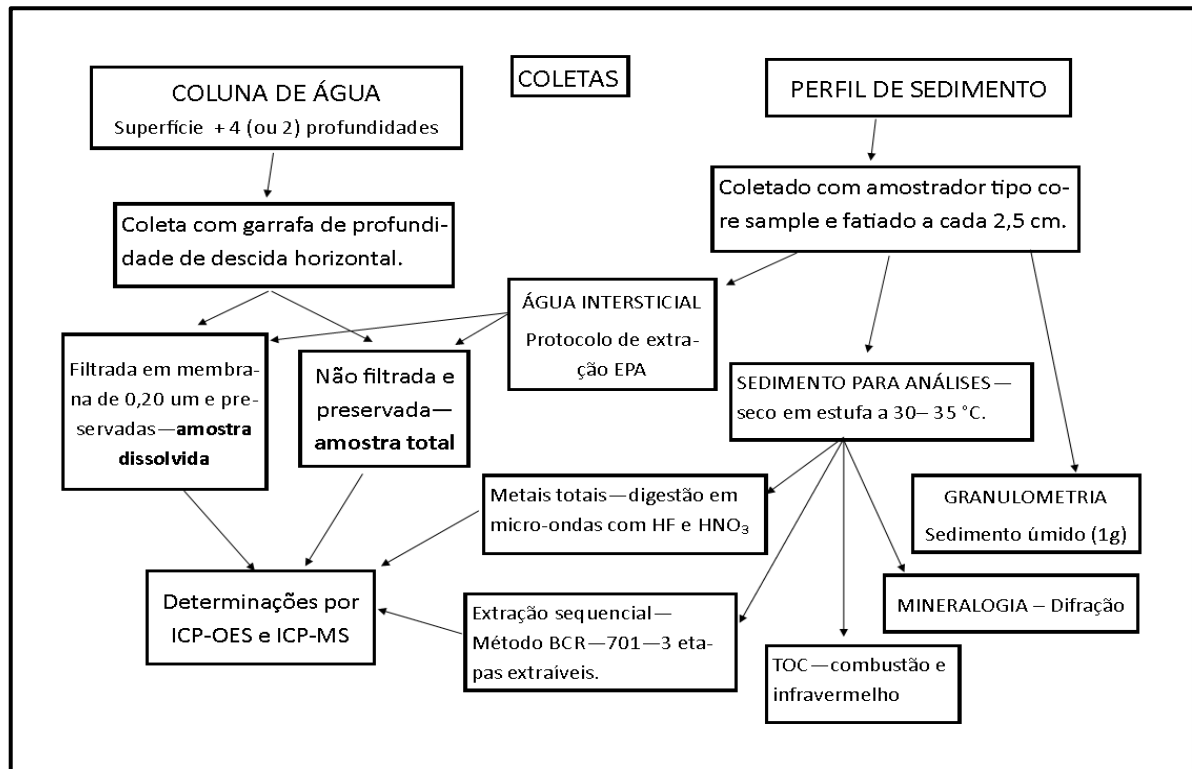 COLETAS
COLUNA DE ÁGUA
Superfície + 4 (ou 2) profundidades
PERFIL DE SEDIMENTO
Coleta com garrafa de profundi-
dade de descida horizontal.
Coletado com amostrador tipo co-
re sample e fatiado a cada 2,5 cm.
ÁGUA INTERSTICIAL
Protocolo de extra-
ção EPA
Filtrada em membra-
na de 0,20 um e pre-
servadas—amostra
dissolvida
Não filtrada e
preservada—
amostra total
SEDIMENTO PARA ANÁLISES—
seco em estufa a 30– 35 °C.
Metais totais—digestão em
micro-ondas com HF e HNO₃
GRANULOMETRIA
Sedimento úmido (1g)
Determinações por
ICP-OES e ICP-MS
Extração sequencial—
Método BCR—701—3 eta-
pas extraíveis.
MINERALOGIA – Difração
TOC—combustão e
infravermelho